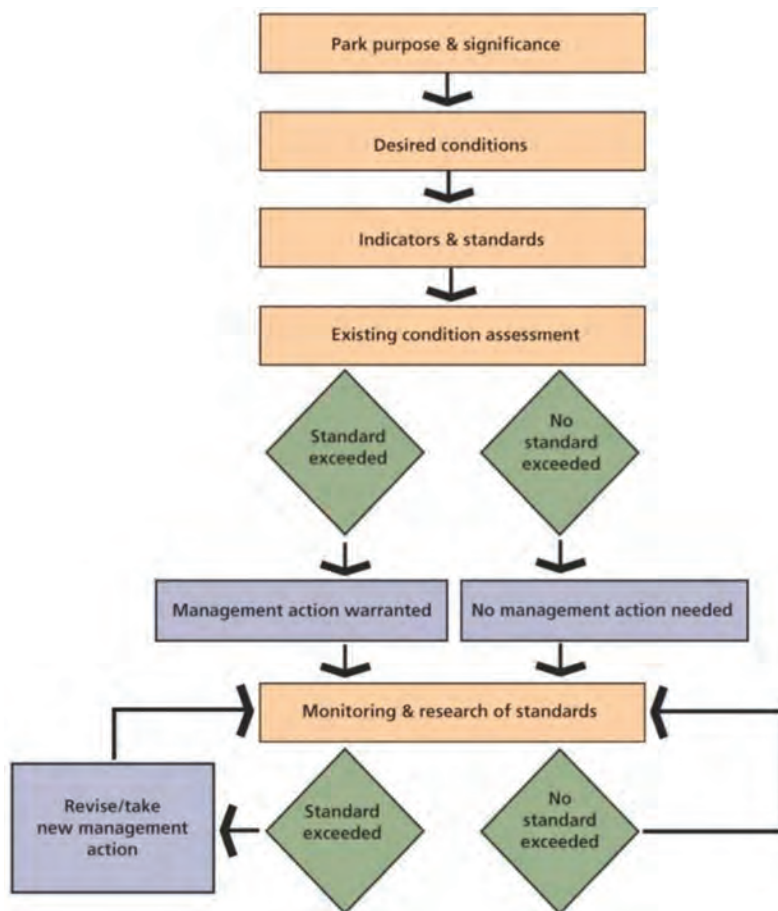 Park purpose & significance
Desired conditions
Indicators & standards
Existing condition assessment
Standard
exceeded
No
standard
exceeded
Management action warranted
No management action needed
Monitoring & research of standards
Revise/take
new management
action
Standard
exceeded
No
standard
exceeded